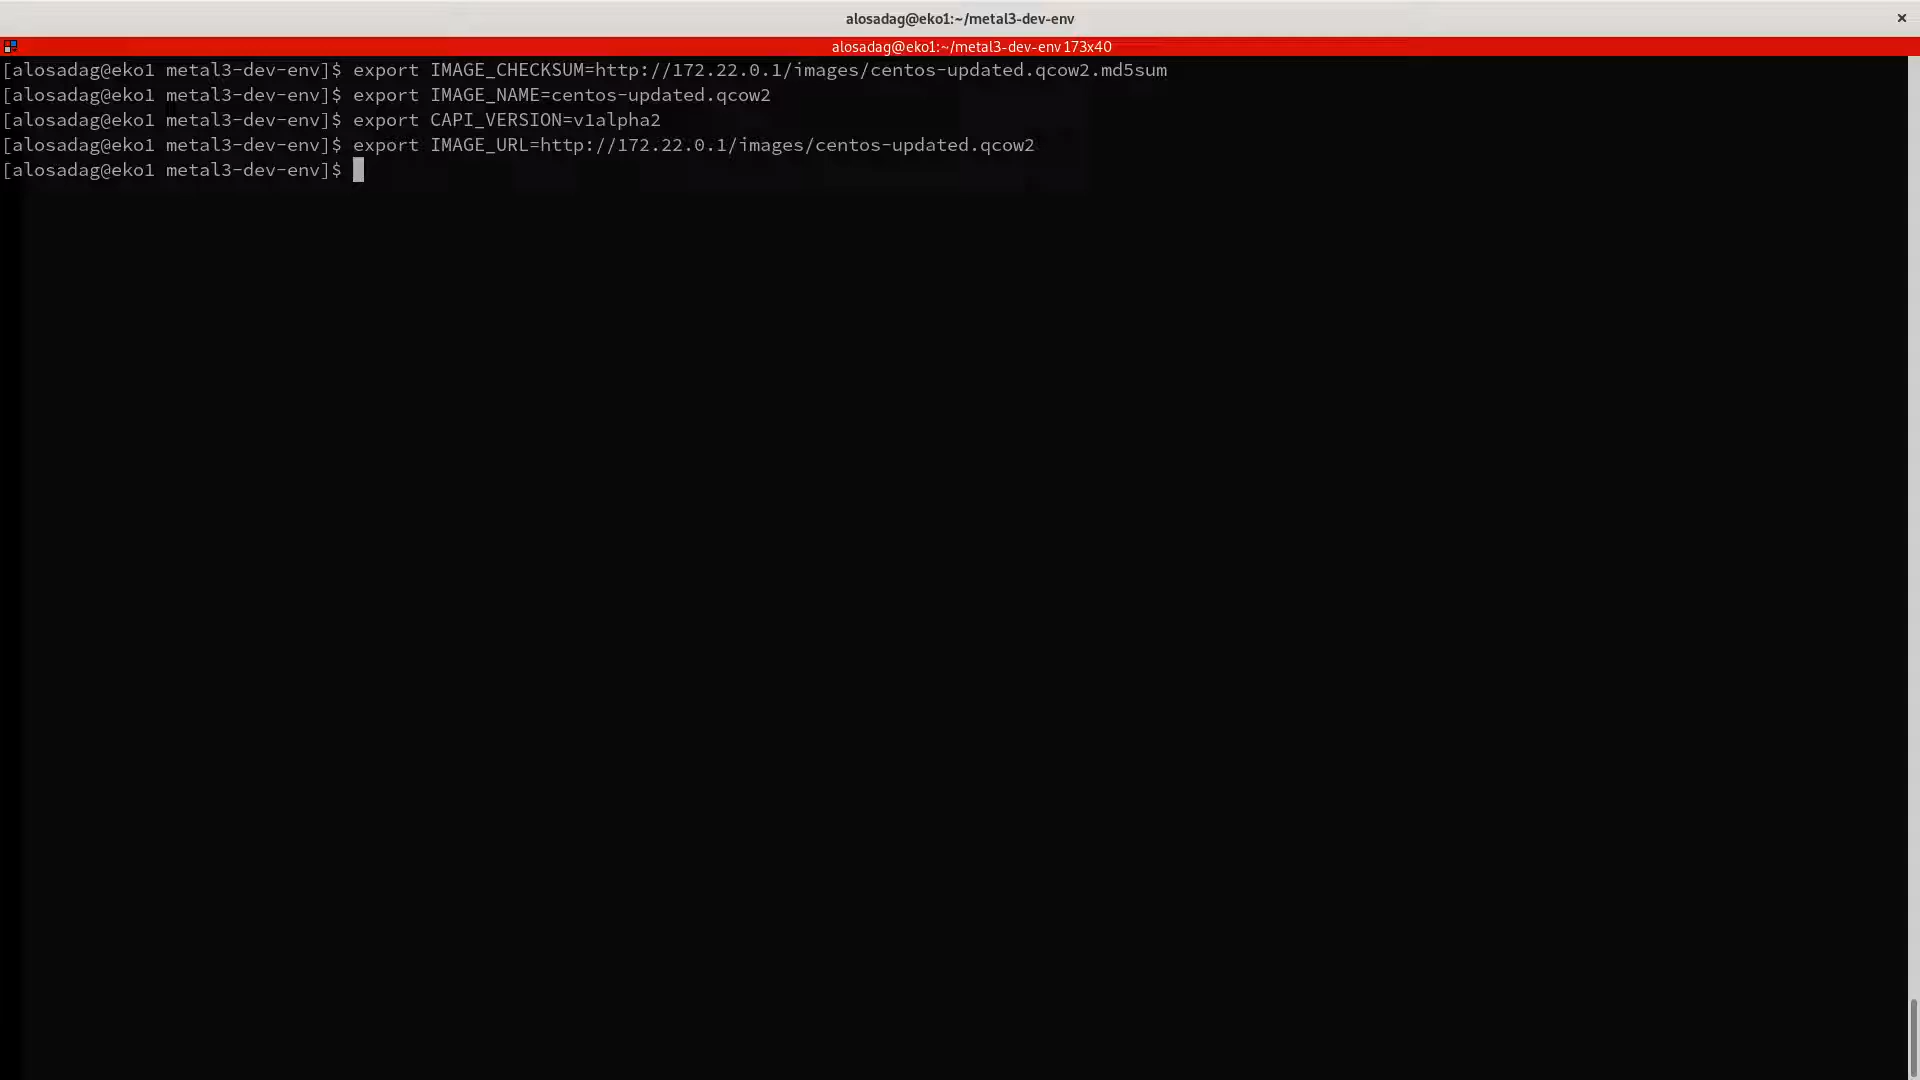 alosadag@eko1:~/metal3-dev-env
alosadag@eko1:~/metal3-dev-env 173x40
[alosadag@eko1 metal3-dev-env]$ export IMAGE_CHECKSUM=http://172.22.0.1/images/centos-updated.qcow2.md5sum
[alosadag@eko1 metal3-dev-env]$ export IMAGE_NAME=centos-updated.qcow2
[alosadag@eko1 metal3-dev-env]$ export CAPI_VERSION=v1alpha2
[alosadag@eko1 metal3-dev-env]$ export IMAGE_URL=http://172.22.0.1/images/centos-updated.qcow2
[alosadag@eko1 metal3-dev-env]$